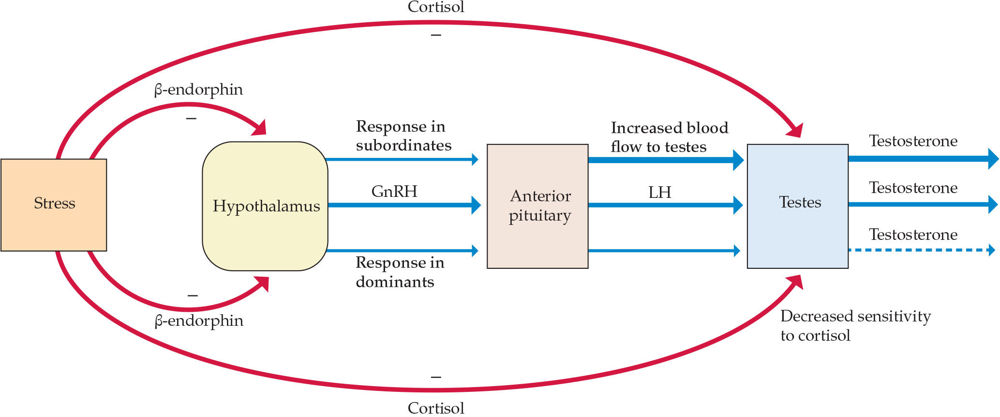 Cortisol
–
β-endorphin
–
Response in
subordinates
Increased blood
flow to testes
Testosterone
GnRH
LH
Testosterone
Stress
Hypothalamus
Anterior
pituitary
Testes
Testosterone
Response in
dominants
–
β-endorphin
Decreased sensitivity
to cortisol
–
Cortisol